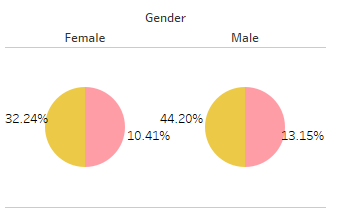 Gender
Female Male
32.24% 44.20%
10.41% 13.15%